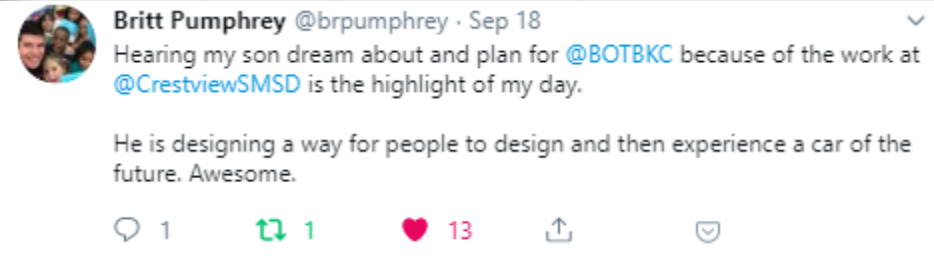 Britt Pumphrey @brpumphrey · Sep 18
Hearing my son dream about and plan for @BOTBKC because of the work at
@CrestviewSMSD is the highlight of my day.
He is designing a way for people to design and then experience a car of the
future. Awesome.
1 1 13